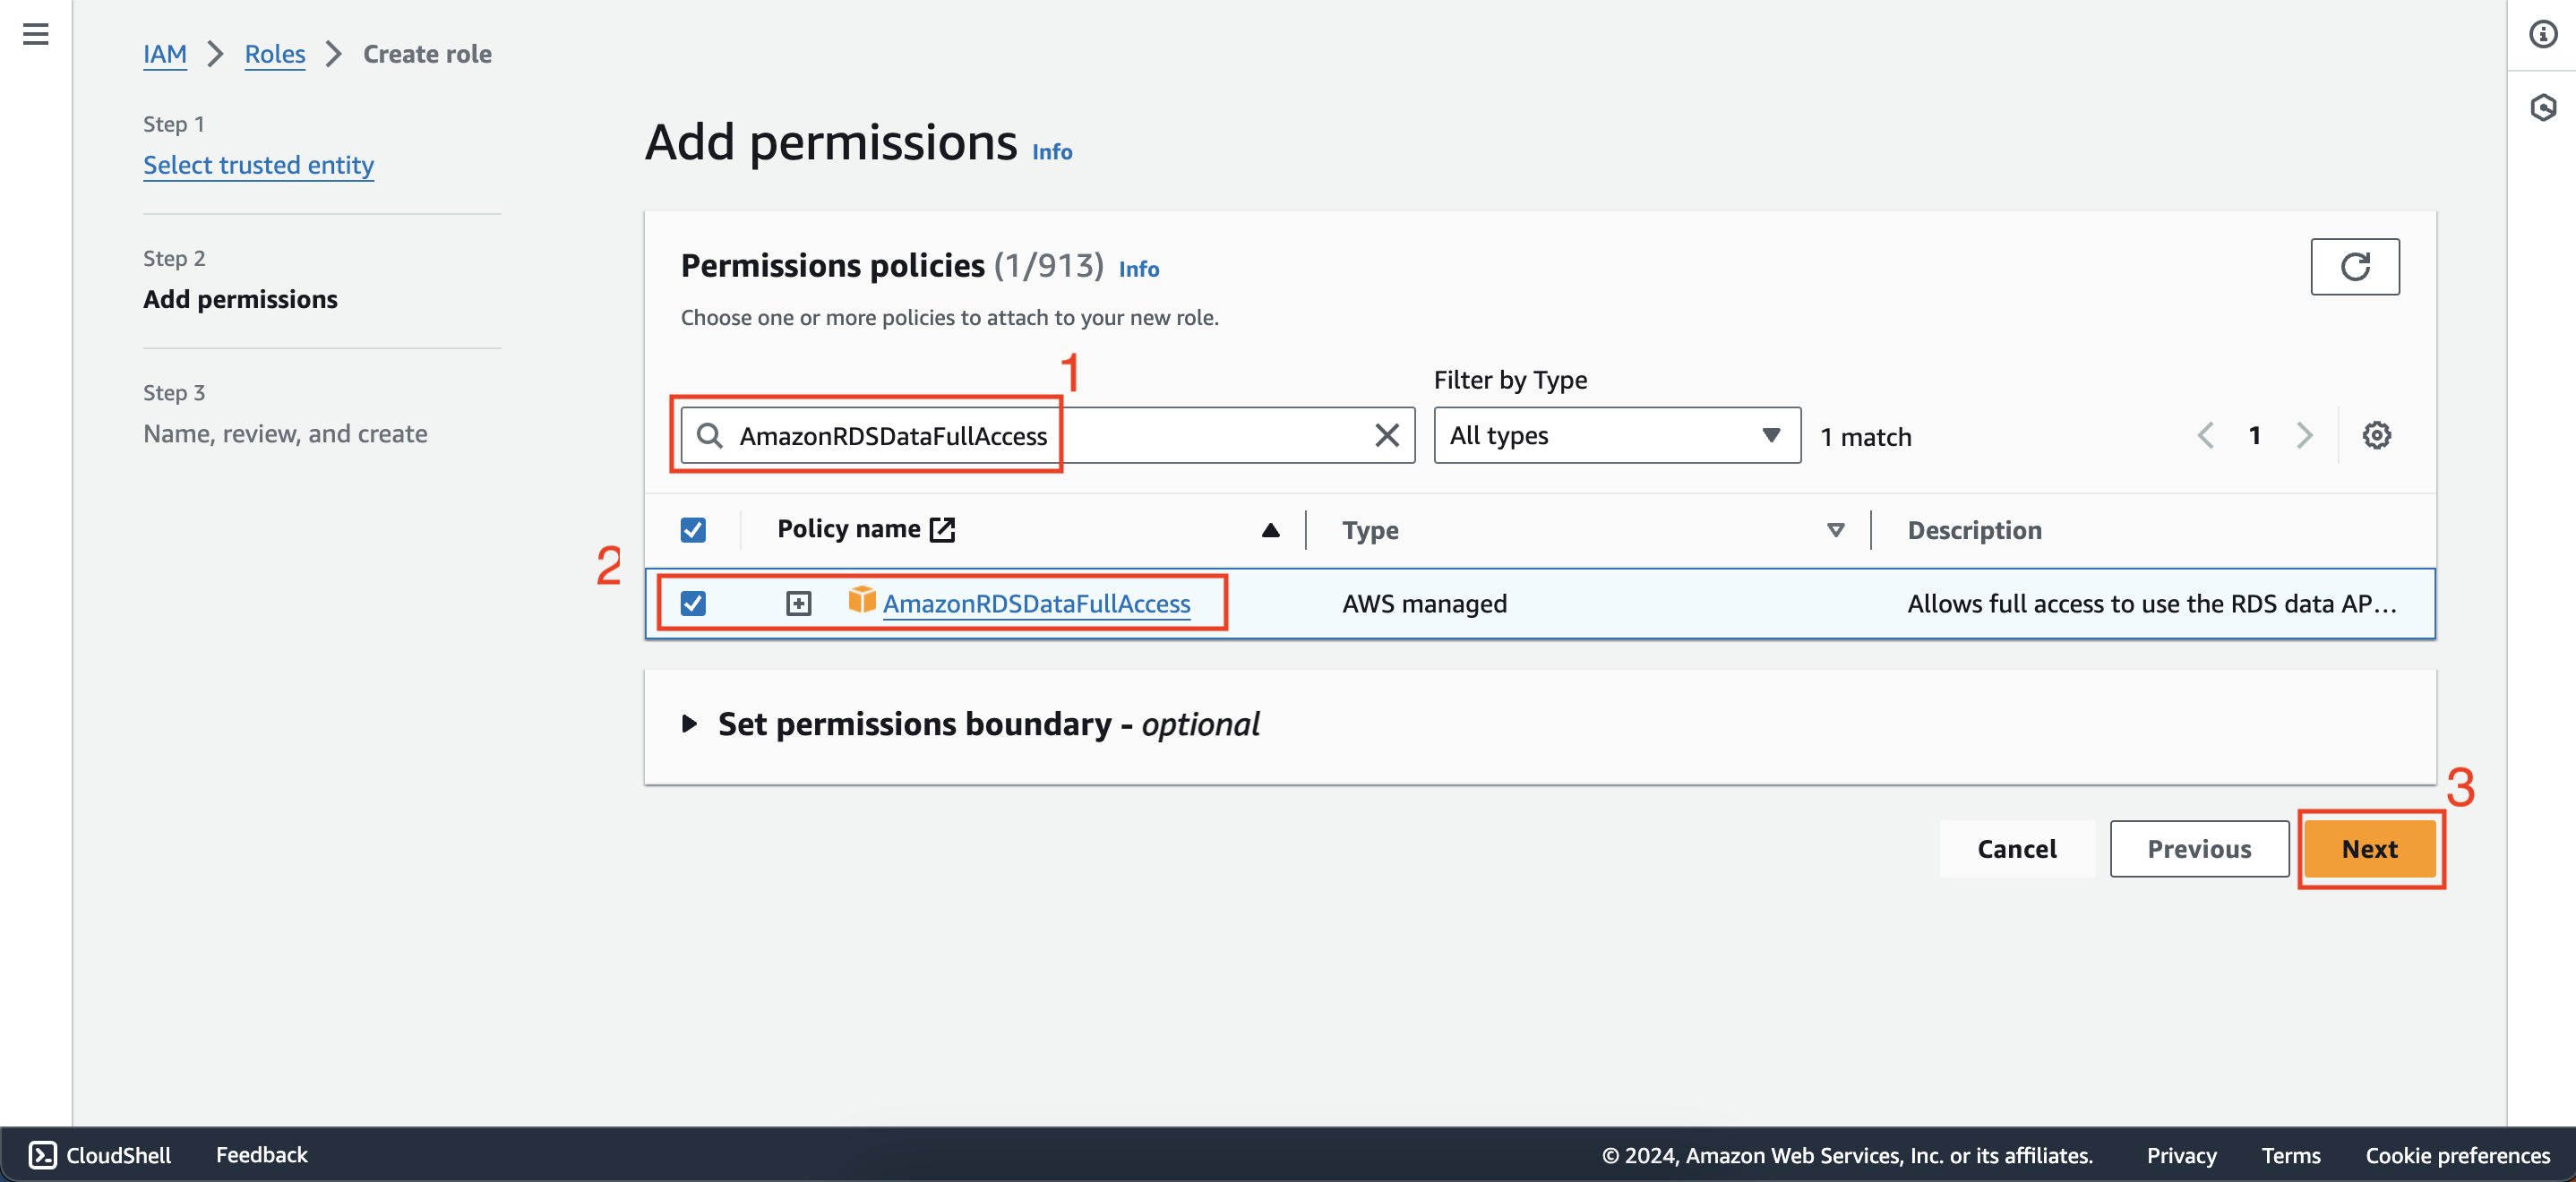 IAM > Roles > Create role
Step 1
Select trusted entity
Step 2
Add permissions
Step 3
Name, review, and create
Add permissions Info
Permissions policies (1/913) Info
Choose one or more policies to attach to your new role.
1
Filter by Type
AmazonRDSDataFullAccess
All types
1 match
1
Policy name
Type
Description
2
AmazonRDSDataFullAccess
AWS managed
Allows full access to use the RDS data AP...
Set permissions boundary - optional
3
Cancel
Previous
Next
CloudShell
Feedback
© 2024, Amazon Web Services, Inc. or its affiliates.
Privacy
Terms
Cookie preferences